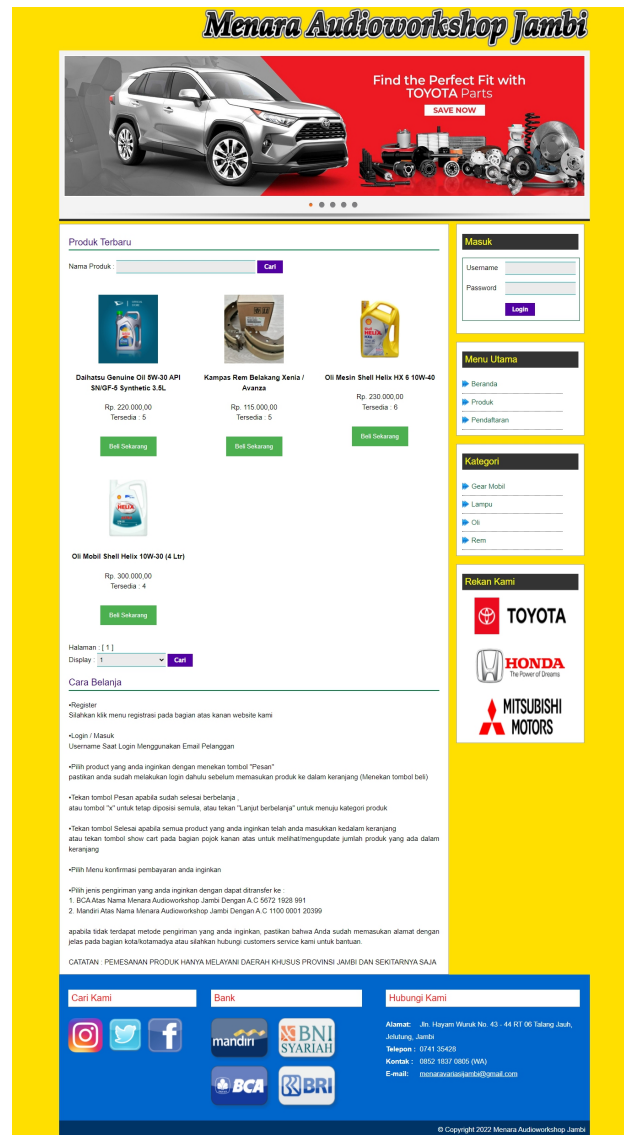 Menara Audioworkshop Jambi
Find the Perfect Fit with
TOYOTA Parts
SAVE NOW
Produk Terbaru
Nama Produk :
Cari
Daihatsu Genuine Oil 5W-30 API
SN/GF-5 Synthetic 3.5L
Rp. 220.000,00
Tersedia : 5
Beli Sekarang
Kampas Rem Belakang Xenia /
Avanza
Rp. 115.000,00
Tersedia : 5
Beli Sekarang
Oli Mesin Shell Helix HX 6 10W-40
Rp. 230.000,00
Tersedia : 6
Beli Sekarang
HELIX
Oli Mobil Shell Helix 10W-30 (4 Ltr)
Rp. 300.000,00
Tersedia : 4
Beli Sekarang
Halaman : [ 1 ]
Display : 1
Cari
Cara Belanja
•Register
Silahkan klik menu registrasi pada bagian atas kanan website kami
•Login / Masuk
Username Saat Login Menggunakan Email Pelanggan
•Pilih product yang anda inginkan dengan menekan tombol "Pesan"
pastikan anda sudah melakukan login dahulu sebelum memasukan produk ke dalam keranjang (Menekan tombol beli)
•Tekan tombol Pesan apabila sudah selesai berbelanja ,
atau tombol "x" untuk tetap diposisi semula, atau tekan "Lanjut berbelanja" untuk menuju kategori produk
•Tekan tombol Selesai apabila semua product yang anda inginkan telah anda masukkan kedalam keranjang
atau tekan tombol show cart pada bagian pojok kanan atas untuk melihat/mengupdate jumlah produk yang ada dalam
keranjang
•Pilih Menu konfirmasi pembayaran anda inginkan
•Pilih jenis pengiriman yang anda inginkan dengan dapat ditransfer ke :
1. BCA Atas Nama Menara Audioworkshop Jambi Dengan A.C 5672 1928 991
2. Mandiri Atas Nama Menara Audioworkshop Jambi Dengan A.C 1100 0001 20399
apabila tidak terdapat metode pengiriman yang anda inginkan, pastikan bahwa Anda sudah memasukan alamat dengan
jelas pada bagian kota/kotamadya atau silahkan hubungi customers service kami untuk bantuan.
CATATAN : PEMESANAN PRODUK HANYA MELAYANI DAERAH KHUSUS PROVINSI JAMBI DAN SEKITARNYA SAJA
Masuk
Username
Password
Login
Menu Utama
Beranda
Produk
Pendaftaran
Kategori
Gear Mobil
Lampu
Oli
Rem
Rekan Kami
TOYOTA
HONDA
The Power of Dreams
MITSUBISHI
MOTORS
Cari Kami
Bank
mandiri
BNI
SYARIAH
BCA
BRI
Hubungi Kami
Alamat: Jln. Hayam Wuruk No. 43 - 44 RT 06 Talang Jauh,
Jelutung, Jambi
Telepon : 0741 35428
Kontak : 0852 1837 0805 (WA)
E-mail: menaravariasijambi@gmail.com
© Copyright 2022 Menara Audioworkshop Jambi